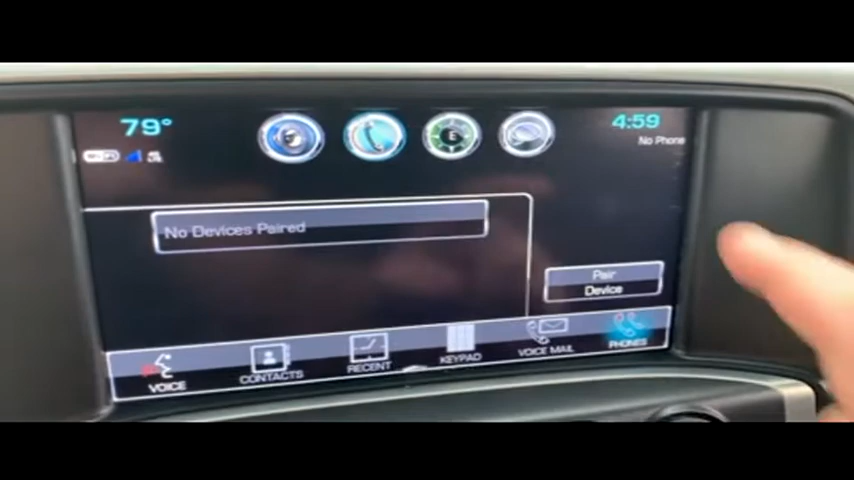 79°
4:59
No Phone
E
No Devices Paired
Pair
Device
VOICE
CONTACTS
RECENT
KEYPAD
VOICE MAIL
PHONES